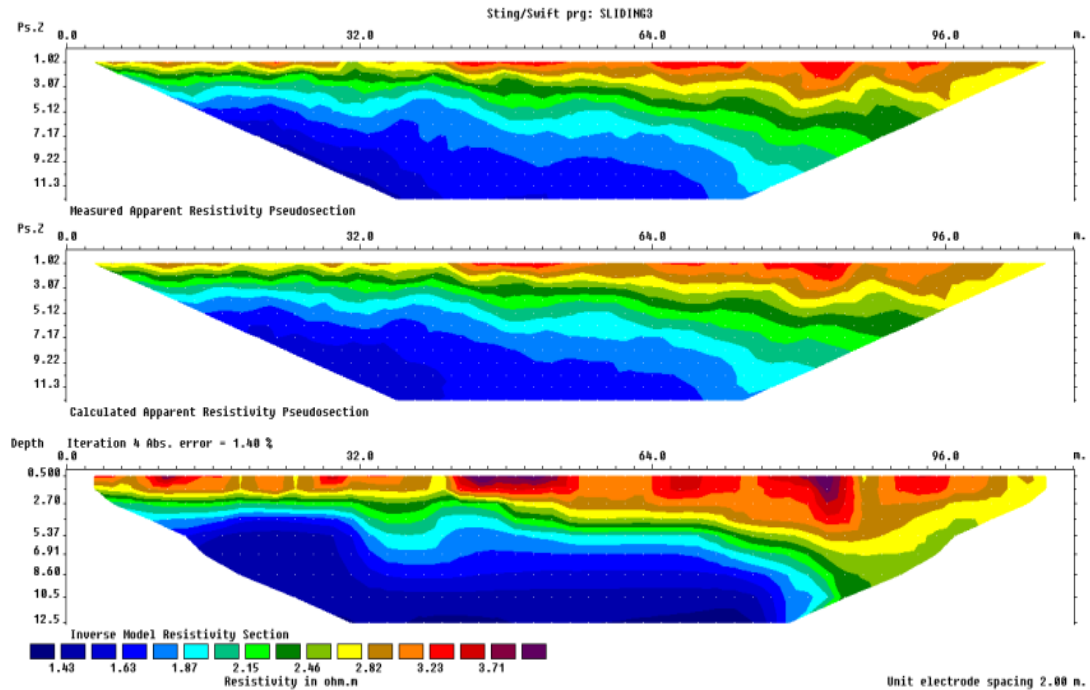 Sting/Swift prg: SLIDING3
Ps.Z 0.0 32.0 64.0 96.0 m.
1.02
3.07
5.12
7.17
9.22
11.3
Measured Apparent Resistivity Pseudosection
Ps.Z 0.0 32.0 64.0 96.0 m.
1.02
3.07
5.12
7.17
9.22
11.3
Calculated Apparent Resistivity Pseudosection
Depth Iteration 4 Abs. error = 1.40 %
0.0 32.0 64.0 96.0 m.
0.500
2.70
5.37
6.91
8.60
10.5
12.5
Inverse Model Resistivity Section
1.43 1.63 1.87 2.15 2.46 2.82 3.23 3.71
Resistivity in ohm.m
Unit electrode spacing 2.00 m.